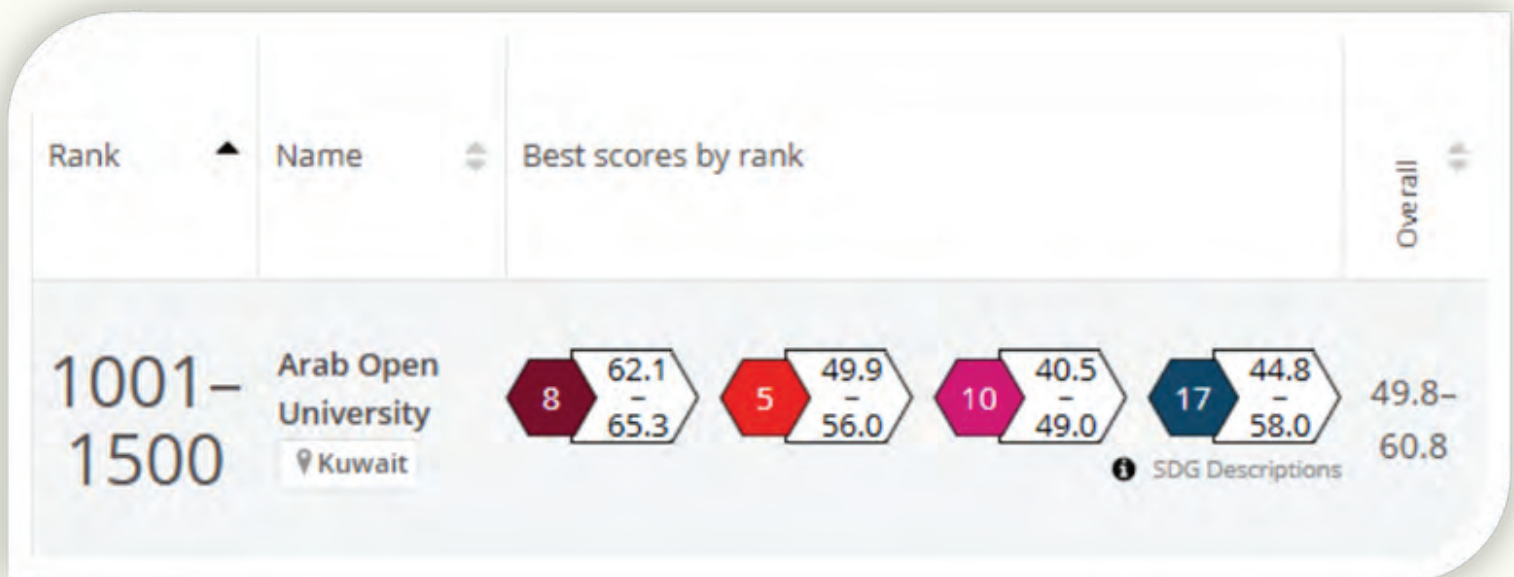 Rank
Name
Best scores by rank
Overall
1001–
1500
Arab Open
University
Kuwait
8
62.1
–
65.3
5
49.9
–
56.0
10
40.5
–
49.0
17
44.8
–
58.0
SDG Descriptions
49.8–
60.8